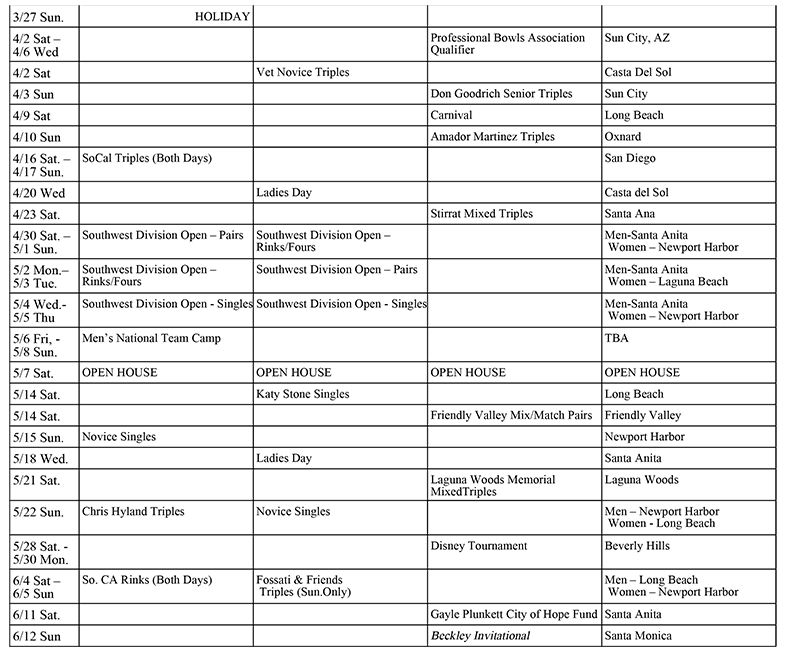 3/27 Sun. HOLIDAY
4/2 Sat – Professional Bowls Association Sun City, AZ
4/6 Wed Qualifier
4/2 Sat Vet Novice Triples Casta Del Sol
4/3 Sun Don Goodrich Senior Triples Sun City
4/9 Sat Carnival Long Beach
4/10 Sun Amador Martinez Triples Oxnard
4/16 Sat. – SoCal Triples (Both Days) San Diego
4/17 Sun.
4/20 Wed Ladies Day Casta del Sol
4/23 Sat. Stirrat Mixed Triples Santa Ana
4/30 Sat. – Southwest Division Open – Pairs Southwest Division Open – Men-Santa Anita
5/1 Sun. Rinks/Fours Women – Newport Harbor
5/2 Mon.– Southwest Division Open – Southwest Division Open – Pairs Men-Santa Anita
5/3 Tue. Rinks/Fours Women – Laguna Beach
5/4 Wed.- Southwest Division Open - Singles Southwest Division Open - Singles Men-Santa Anita
5/5 Thu Women – Newport Harbor
5/6 Fri, - Men’s National Team Camp TBA
5/8 Sun.
5/7 Sat. OPEN HOUSE OPEN HOUSE OPEN HOUSE OPEN HOUSE
5/14 Sat. Katy Stone Singles Long Beach
5/14 Sat. Friendly Valley Mix/Match Pairs Friendly Valley
5/15 Sun. Novice Singles Newport Harbor
5/18 Wed. Ladies Day Santa Anita
5/21 Sat. Laguna Woods Memorial Laguna Woods
MixedTriples
5/22 Sun. Chris Hyland Triples Novice Singles Men – Newport Harbor
Women - Long Beach
5/28 Sat. - Disney Tournament Beverly Hills
5/30 Mon.
6/4 Sat – So. CA Rinks (Both Days) Fossati & Friends Men – Long Beach
6/5 Sun Triples (Sun.Only) Women – Newport Harbor
6/11 Sat. Gayle Plunkett City of Hope Fund Santa Anita
6/12 Sun Beckley Invitational Santa Monica